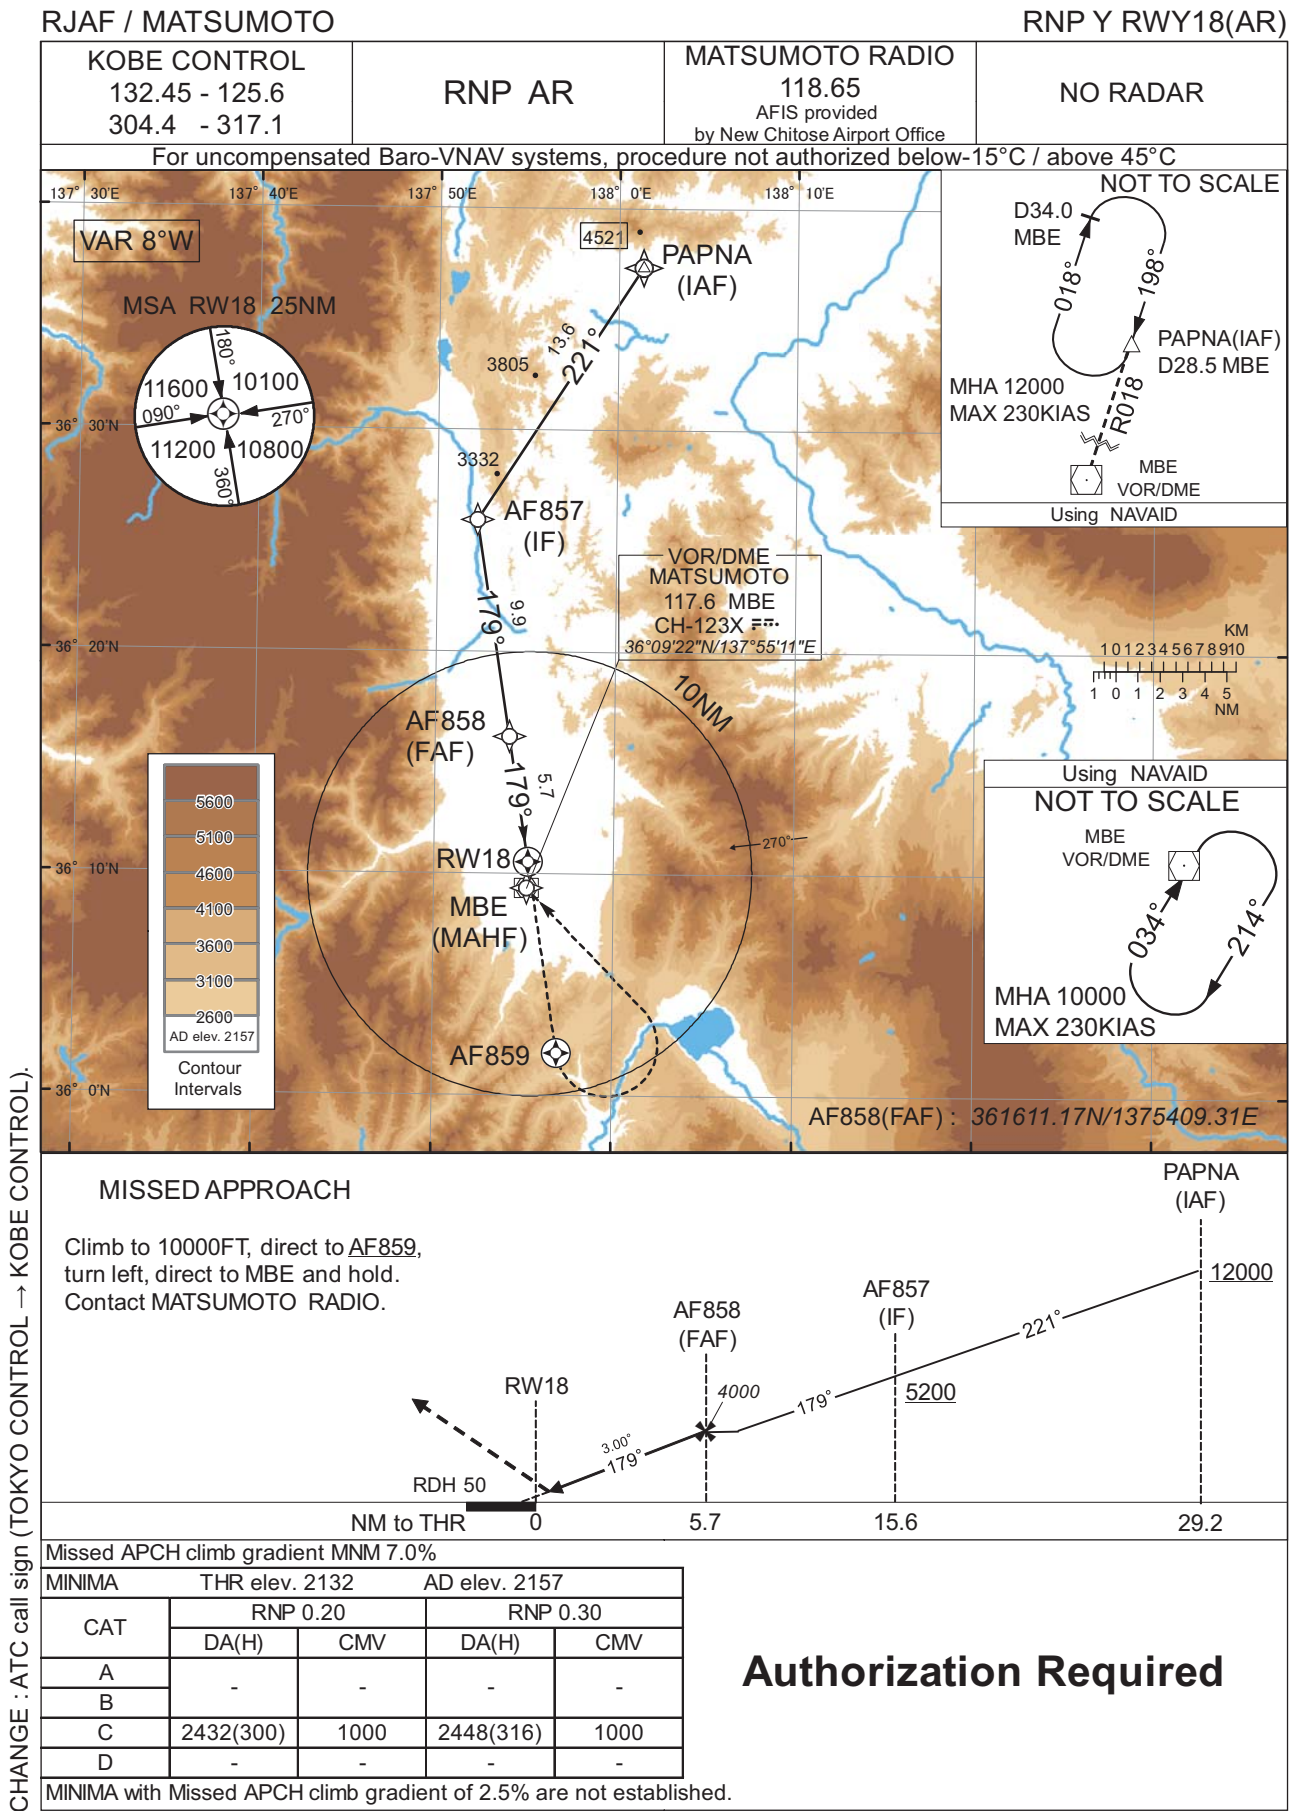 RJAF / MATSUMOTO
RNP Y RWY18(AR)
KOBE CONTROL
132.45 - 125.6
304.4 - 317.1
RNP AR
MATSUMOTO RADIO
118.65
AFIS provided
by New Chitose Airport Office
NO RADAR
For uncompensated Baro-VNAV systems, procedure not authorized below-15°C / above 45°C
137° 30'E
137° 40'E
137° 50'E
138° 0'E
138° 10'E
VAR 8°W
MSA RW18 25NM
180°
11600
10100
090°
270°
11200
10800
360°
4521
PAPNA
(IAF)
13.6
221°
3805
3332
36° 30'N
AF857
(IF)
NOT TO SCALE
D34.0
MBE
018°
198°
PAPNA(IAF)
D28.5 MBE
MHA 12000
MAX 230KIAS
R018
MBE
VOR/DME
Using NAVAID
VOR/DME
MATSUMOTO
117.6 MBE
CH-123X
36°09'22"N/137°55'11"E
179°
9.9
36° 20'N
KM
1 0 1 2 3 4 5 6 7 8 9 10
1 0 1 2 3 4 5
NM
10NM
AF858
(FAF)
179°
5.7
270°
RW18
36° 10'N
MBE
(MAHF)
5600
5100
4600
4100
3600
3100
2600
AD elev. 2157
Contour
Intervals
Using NAVAID
NOT TO SCALE
MBE
VOR/DME
034°
214°
MHA 10000
MAX 230KIAS
AF859
36° 0'N
AF858(FAF) : 361611.17N/1375409.31E
MISSED APPROACH
Climb to 10000FT, direct to AF859,
turn left, direct to MBE and hold.
Contact MATSUMOTO RADIO.
PAPNA
(IAF)
12000
AF857
(IF)
221°
AF858
(FAF)
5200
4000
179°
RW18
3.00°
179°
RDH 50
NM to THR
0
5.7
15.6
29.2
Missed APCH climb gradient MNM 7.0%
MINIMA THR elev. 2132 AD elev. 2157
CAT RNP 0.20 RNP 0.30
DA(H) CMV DA(H) CMV
A
- - - -
B
C 2432(300) 1000 2448(316) 1000
D - - - -
MINIMA with Missed APCH climb gradient of 2.5% are not established.
Authorization Required
CHANGE : ATC call sign (TOKYO CONTROL → KOBE CONTROL).